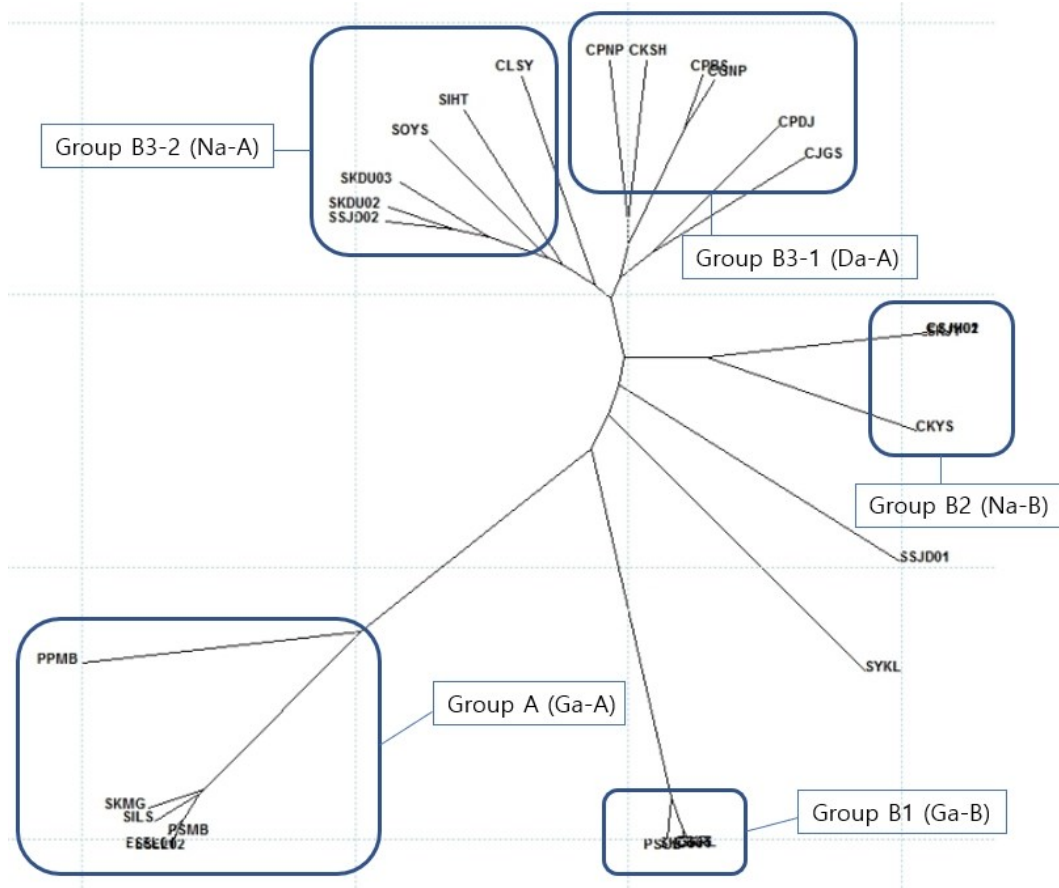 CPNP CKSH
CLSY
CPBS
CGNP
SIHT
CPDJ
SOYS
Group B3-2 (Na-A)
CJGS
SKDU03
SKDU02
SSJD02
Group B3-1 (Da-A)
CKYS
Group B2 (Na-B)
SSJD01
PPMB
SYKL
Group A (Ga-A)
SKMG
SILS
PSMB
Group B1 (Ga-B)